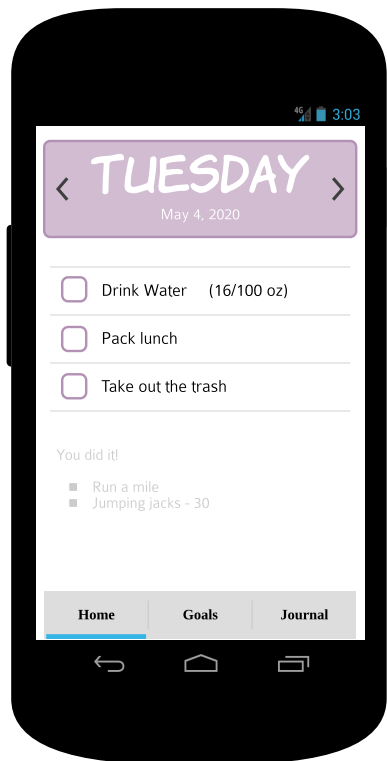 4G 3:03
TUESDAY
May 4, 2020
Drink Water (16/100 oz)
Pack lunch
Take out the trash
You did it!
Run a mile
Jumping jacks - 30
Home Goals Journal